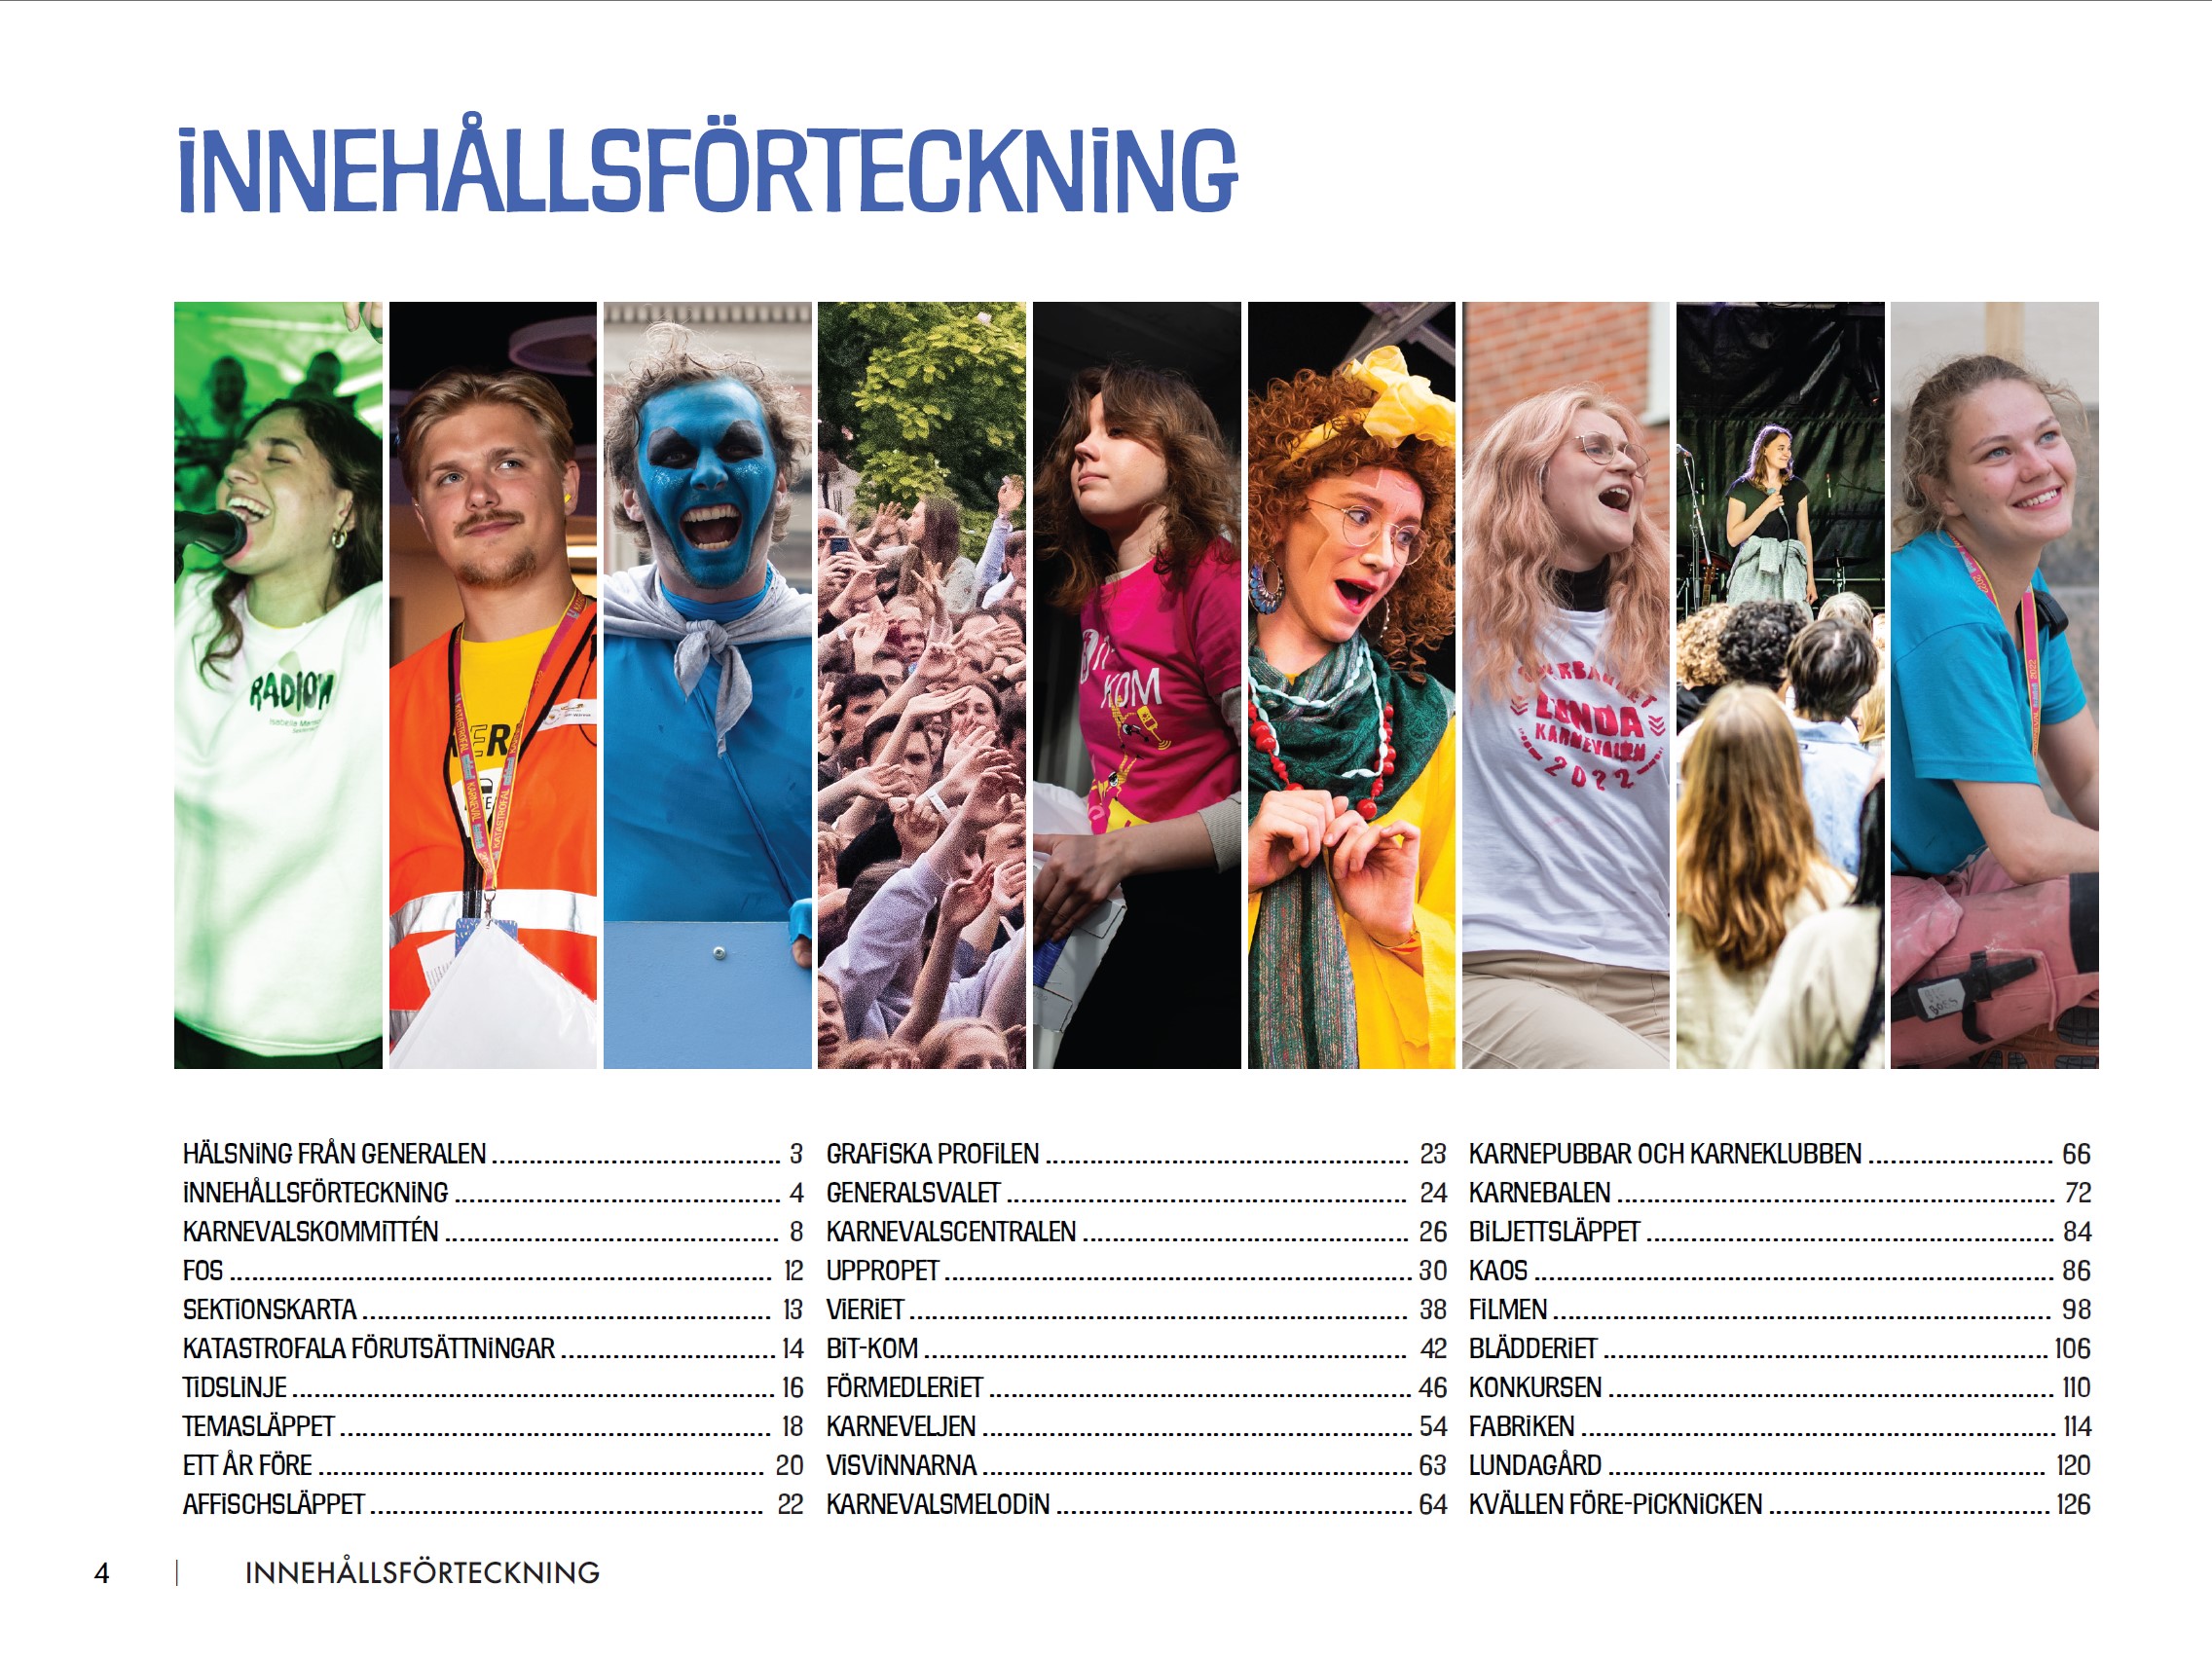 iNNEHÅLLSFÖRTECKNiNG
RADIO
KOM
LUNDA
KARNEVALEN
2022
HÄLSNiNG FRÅN GENERALEN 3
iNNEHÅLLSFÖRTECKNiNG 4
KARNEVALSKOMMiTTÉN 8
FOS 12
SEKTiONSKARTA 13
KATASTROFALA FÖRUTSÄTTNiNGAR 14
TiDSLiNJE 16
TEMASLÄPPET 18
ETT ÅR FÖRE 20
AFFiSCHSLÄPPET 22
GRAFiSKA PROFiLEN 23
GENERALSVALET 24
KARNEVALSCENTRALEN 26
UPPROPET 30
ViERiET 38
BiT-KOM 42
FÖRMEDLERiET 46
KARNEVELJEN 54
ViSViNNARNA 63
KARNEVALSMELODiN 64
KARNEPUBBAR OCH KARNEKLUBBEN 66
KARNEBALEN 72
BiLJETTSLÄPPET 84
KAOS 86
FiLMEN 98
BLÄDDERiET 106
KONKURSEN 110
FABRiKEN 114
LUNDAGÅRD 120
KVÄLLEN FÖRE-PiCKNiCKEN 126
4 | INNEHÅLLSFÖRTECKNING